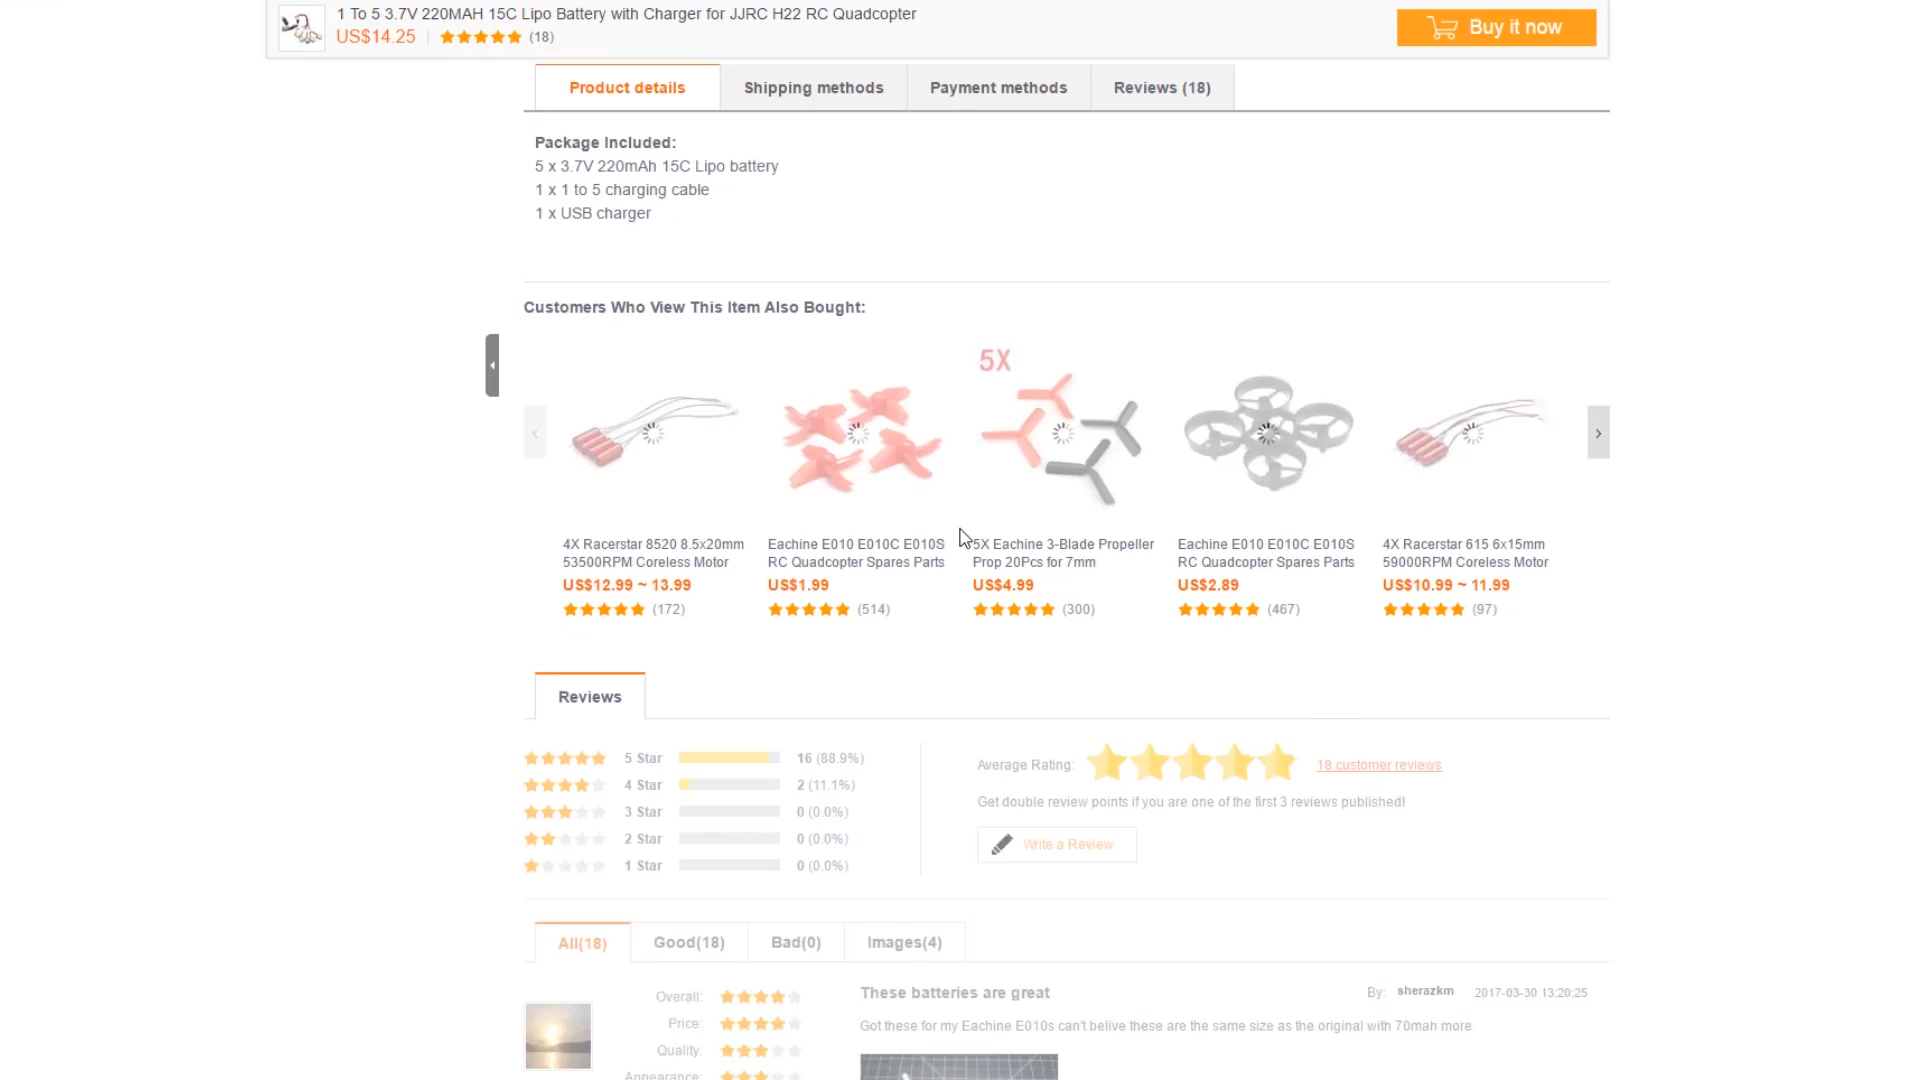 1 To 5 3.7V 220MAH 15C Lipo Battery with Charger for JJRC H22 RC Quadcopter
US$14.25 | (18)
Buy it now
Product details
Shipping methods
Payment methods
Reviews (18)
Package Included:
5 x 3.7V 220mAh 15C Lipo battery
1 x 1 to 5 charging cable
1 x USB charger
Customers Who View This Item Also Bought:
5X
4X Racerstar 8520 8.5x20mm
53500RPM Coreless Motor
US$12.99 ~ 13.99
(172)
Eachine E010 E010C E010S
RC Quadcopter Spares Parts
US$1.99
(514)
5X Eachine 3-Blade Propeller
Prop 20Pcs for 7mm
US$4.99
(300)
Eachine E010 E010C E010S
RC Quadcopter Spares Parts
US$2.89
(467)
4X Racerstar 615 6x15mm
59000RPM Coreless Motor
US$10.99 ~ 11.99
(97)
Reviews
5 Star 16 (88.9%)
4 Star 2 (11.1%)
3 Star 0 (0.0%)
2 Star 0 (0.0%)
1 Star 0 (0.0%)
Average Rating: 18 customer reviews
Get double review points if you are one of the first 3 reviews published!
Write a Review
All(18)
Good(18)
Bad(0)
Images(4)
Overall:
Price:
Quality:
Appearance:
These batteries are great
By: sherazkm 2017-03-30 13:20:25
Got these for my Eachine E010s can't belive these are the same size as the original with 70mah more